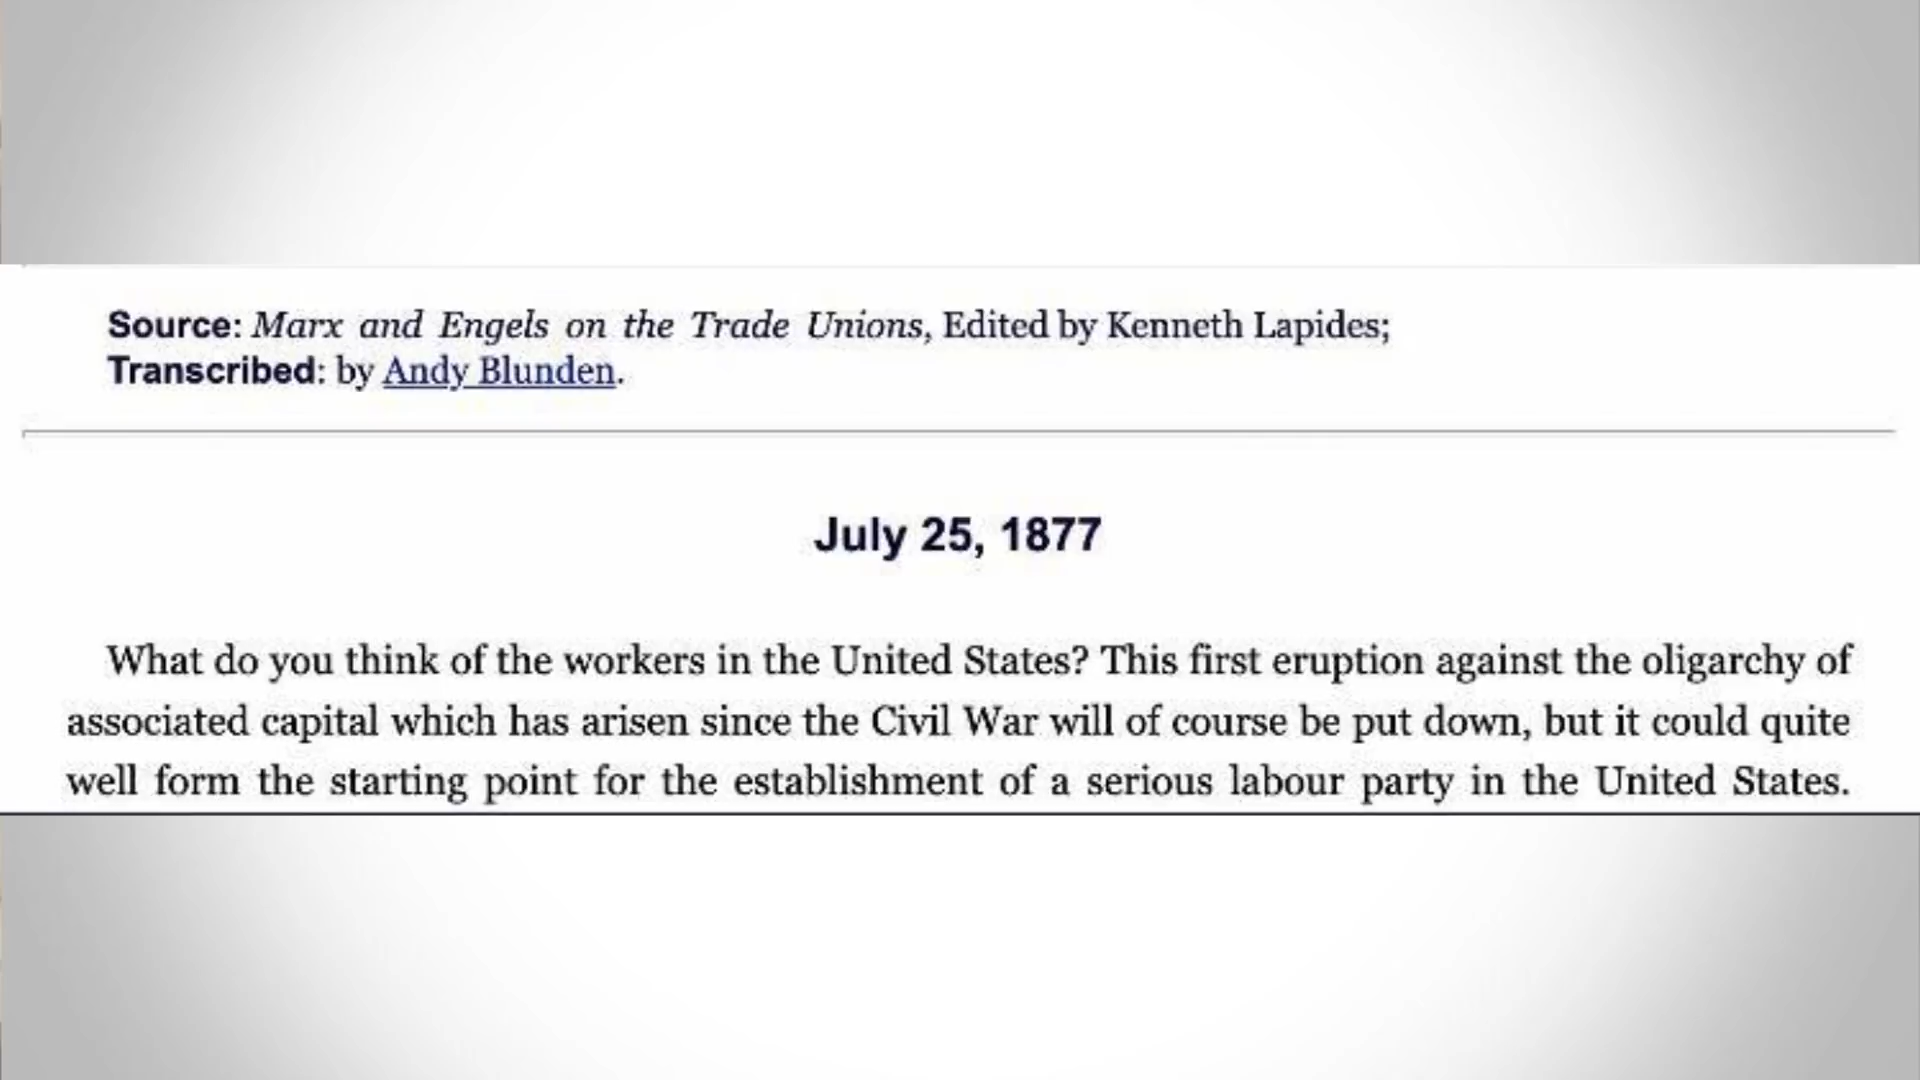 Source: Marx and Engels on the Trade Unions, Edited by Kenneth Lapides;
Transcribed: by Andy Blunden.
July 25, 1877
What do you think of the workers in the United States? This first eruption against the oligarchy of
associated capital which has arisen since the Civil War will of course be put down, but it could quite
well form the starting point for the establishment of a serious labour party in the United States.